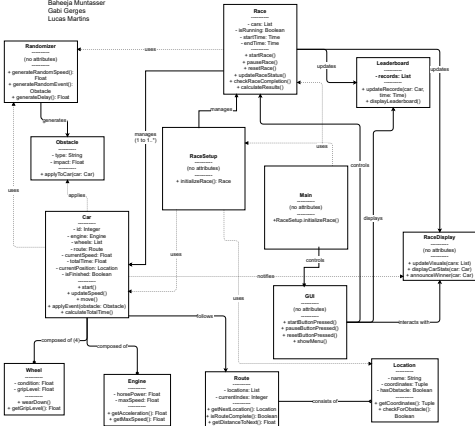 Baheeja Muntasser
Gabi Gerges
Lucas Martins
Race
- cars: List
- isRunning: Boolean
- startTime: Time
- endTime: Time
+ startRace()
+ pauseRace()
+ resetRace()
+ updateRaceStatus()
+ checkRaceCompletion()
+ calculateResults()
Randomizer
(no attributes)
+ generateRandomSpeed():
Float
+ generateRandomEvent():
Obstacle
+ generateDelay(): Float
uses
updates
updates
Leaderboard
- records: List
+ updateRecords(car: Car,
time: Time)
+ displayLeaderboard()
generates
Obstacle
- type: String
- impact: Float
+ applyToCar(car: Car)
manages
(1 to 1..*)
manages
RaceSetup
(no attributes)
+ initializeRace(): Race
uses
controls
Main
(no attributes)
+RaceSetup.initializeRace()
displays
uses
applies
uses
Car
- id: Integer
- engine: Engine
- wheels: List
- route: Route
- currentSpeed: Float
- totalTime: Float
- currentPosition: Location
- isFinished: Boolean
+ start()
+ updateSpeed()
+ move()
+ applyEvent(obstacle: Obstacle)
+ calculateTotalTime()
RaceDisplay
(no attributes)
+ updateVisuals(cars: List)
+ displayCarStats(car: Car)
+ announceWinner(car: Car)
controls
notifies
uses
GUI
(no attributes)
+ startButtonPressed()
+ pauseButtonPressed()
+ resetButtonPressed()
+ showMenu()
follows
interacts with
composed of (4)
composed of
Wheel
- condition: Float
- gripLevel: Float
+ wearDown()
+ getGripLevel(): Float
Engine
- horsePower: Float
- maxSpeed: Float
+ getAcceleration(): Float
+ getMaxSpeed(): Float
Route
- locations: List
- currentIndex: Integer
+ getNextLocation(): Location
+ isRouteComplete(): Boolean
+ getDistanceToNext(): Float
consists of
Location
- name: String
- coordinates: Tuple
- hasObstacle: Boolean
+ getCoordinates(): Tuple
+ checkForObstacle():
Boolean